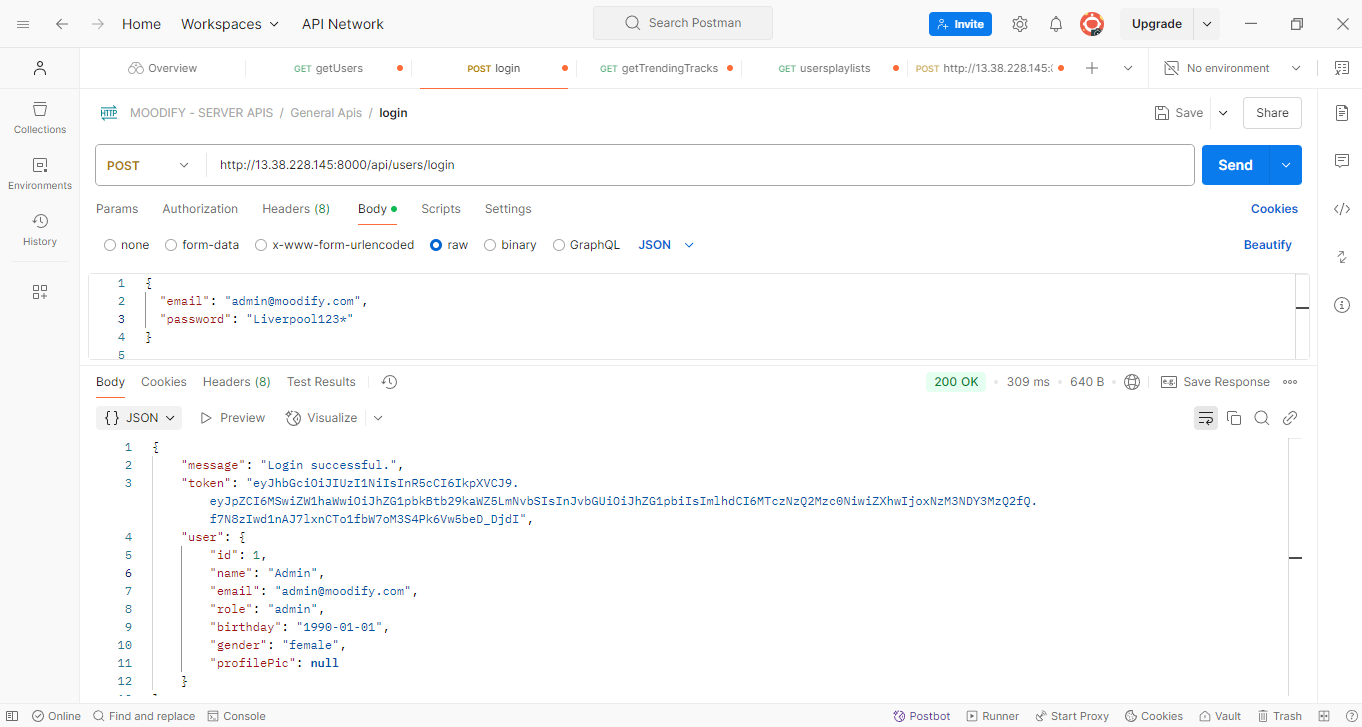 Home Workspaces API Network Search Postman Invite Upgrade
Overview GET getUsers POST login GET getTrendingTracks GET usersplaylists POST http://13.38.228.145: No environment
HTTP MOODIFY - SERVER APIS / General Apis / login Save Share
Collections
Environments
History
POST http://13.38.228.145:8000/api/users/login Send
Params Authorization Headers (8) Body Scripts Settings Cookies
none form-data x-www-form-urlencoded raw binary GraphQL JSON Beautify
1 {
2 "email": "admin@moodify.com",
3 "password": "Liverpool123*"
4 }
5
Body Cookies Headers (8) Test Results 200 OK 309 ms 640 B e.g. Save Response
{} JSON Preview Visualize
1 {
2 "message": "Login successful.",
3 "token": "eyJhbGciOiJIUzI1NiIsInR5cCI6IkpXVCJ9.
eyJpZCI6MSwiZW1haWwiOiJhZG1pbkBtb29kaWZ5LmNvbSIsInJvbGUiOiJhZG1pbiIsImlhdCI6MTczNzQ2Mzc0NiwiZXhwIjoxNzM3NDY3MzQ2fQ.
f7N8zIwd1nAJ7lxnCTo1fbW7oM3S4Pk6Vw5beD_DjdI",
4 "user": {
5 "id": 1,
6 "name": "Admin",
7 "email": "admin@moodify.com",
8 "role": "admin",
9 "birthday": "1990-01-01",
10 "gender": "female",
11 "profilePic": null
12 }
Online Find and replace Console Postbot Runner Start Proxy Cookies Vault Trash